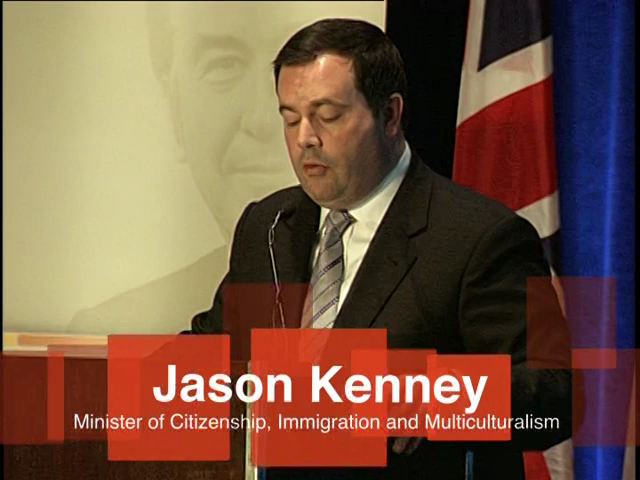 Jason Kenney
Minister of Citizenship, Immigration and Multiculturalism